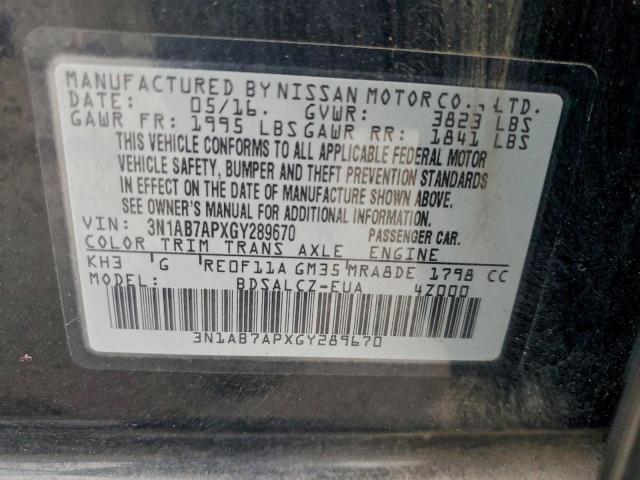 MANUFACTURED BY NISSAN MOTOR CO., LTD.
DATE: 05/16. GVWR: 3823 LBS
GAWR FR: 1995 LBS GAWR RR: 1841 LBS
THIS VEHICLE CONFORMS TO ALL APPLICABLE FEDERAL MOTOR
VEHICLE SAFETY, BUMPER AND THEFT PREVENTION STANDARDS
IN EFFECT ON THE DATE OF MANUFACTURE SHOWN ABOVE.
SEE OWNER'S MANUAL FOR ADDITIONAL INFORMATION.
VIN: 3N1AB7APXGY289670 PASSENGER CAR.
COLOR TRIM TRANS AXLE ENGINE
KH3 G RE0F11A GM35 MRA8DE 1798 CC
MODEL: BDSALCZ-EUA 4Z000
3N1AB7APXGY289670